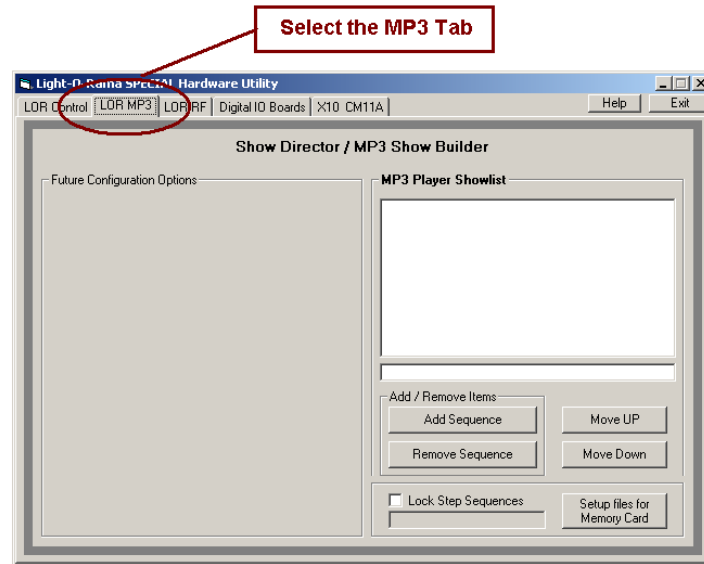 Select the MP3 Tab
Light-O-Rama SPECIAL Hardware Utility
LOR Control LOR MP3 LOR RF Digital IO Boards X10 CM11A Help Exit
Show Director / MP3 Show Builder
Future Configuration Options
MP3 Player Showlist
Add / Remove Items
Add Sequence
Move UP
Remove Sequence
Move Down
Lock Step Sequences
Setup files for
Memory Card